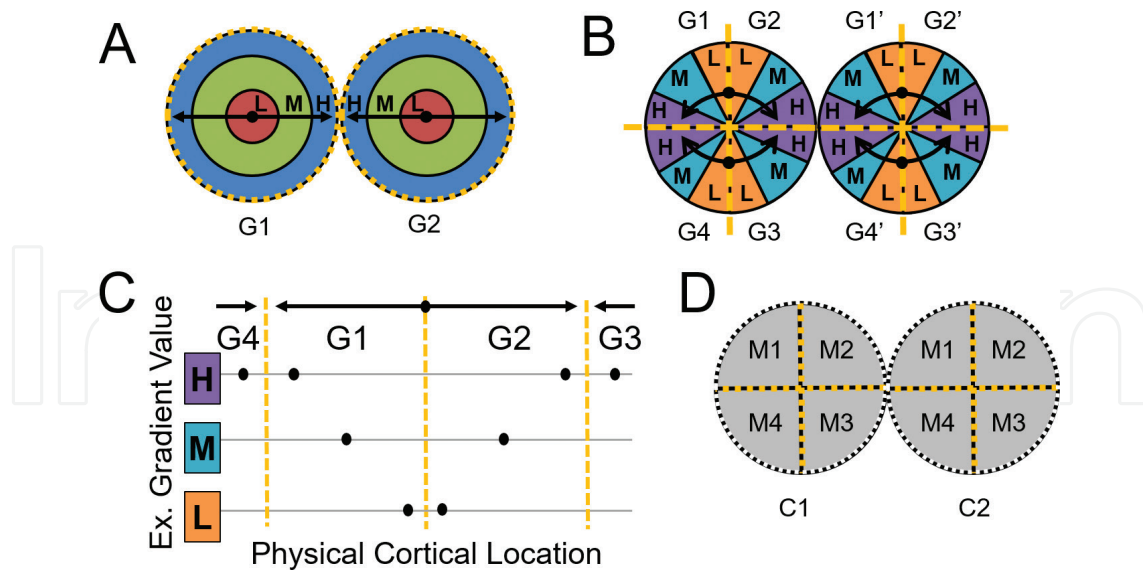 A
L M H H M L
G1 G2
B
G1 G2 G1’ G2’
L L L L
M M M M
H H H H
H H H H
M M M M
L L L L
G4 G3 G4’ G3’
C
Ex. Gradient Value
G4 G1 G2 G3
H
M
L
Physical Cortical Location
D
M1 M2 M1 M2
M4 M3 M4 M3
C1 C2